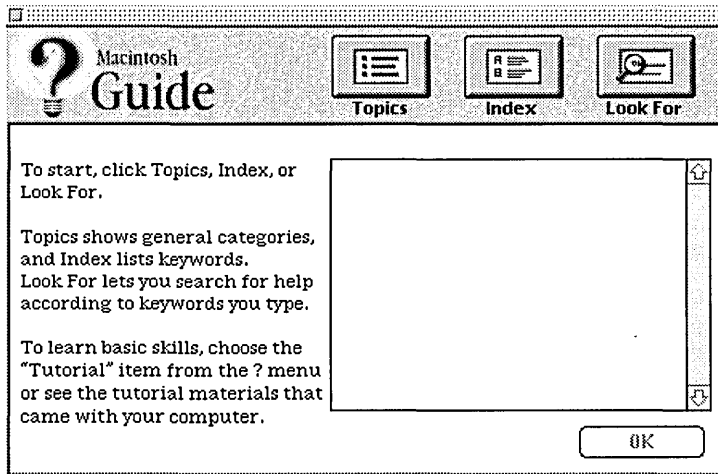 Macintosh
Guide
Topics
Index
Look For
To start, click Topics, Index, or
Look For.
Topics shows general categories,
and Index lists keywords.
Look For lets you search for help
according to keywords you type.
To learn basic skills, choose the
"Tutorial" item from the ? menu
or see the tutorial materials that
came with your computer.
OK